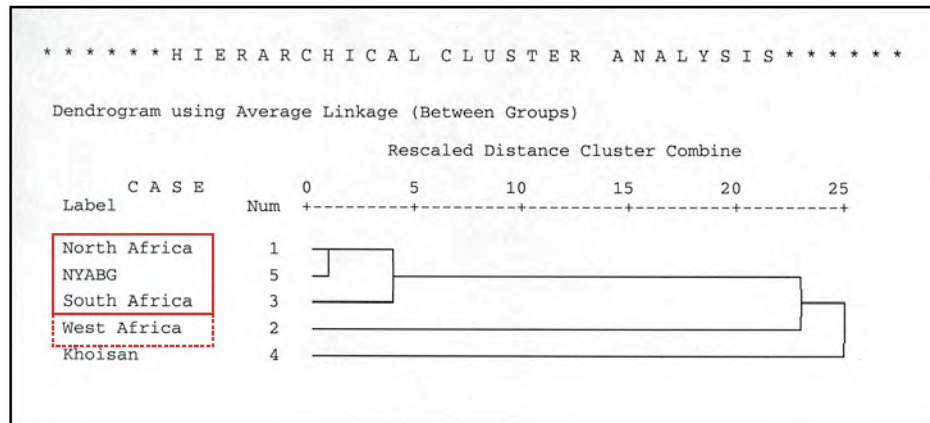 * * * * * * H I E R A R C H I C A L C L U S T E R A N A L Y S I S * * * * * *
Dendrogram using Average Linkage (Between Groups)
Rescaled Distance Cluster Combine
C A S E 0 5 10 15 20 25
Label Num +---------+---------+---------+---------+---------+
North Africa 1
NYABG 5
South Africa 3
West Africa 2
Khoisan 4